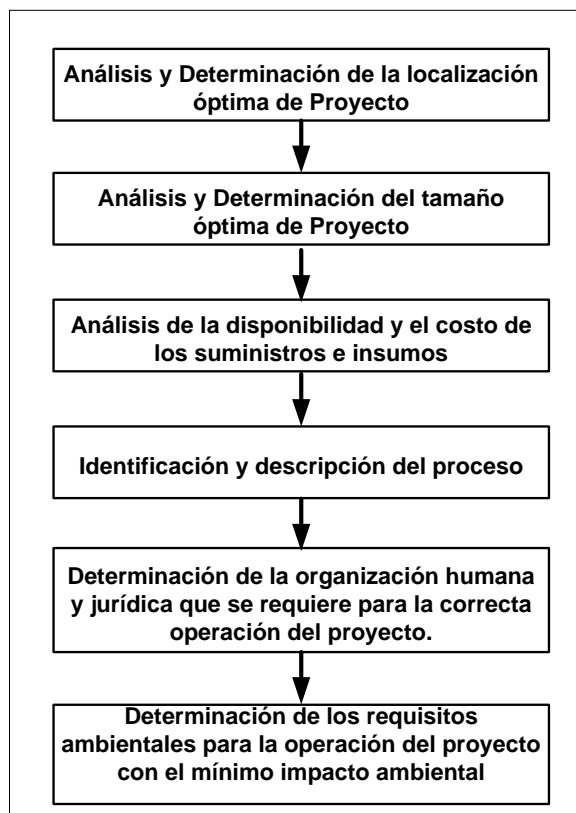 Análisis y Determinación de la localización
óptima de Proyecto
Análisis y Determinación del tamaño
óptima de Proyecto
Análisis de la disponibilidad y el costo de
los suministros e insumos
Identificación y descripción del proceso
Determinación de la organización humana
y jurídica que se requiere para la correcta
operación del proyecto.
Determinación de los requisitos
ambientales para la operación del proyecto
con el mínimo impacto ambiental